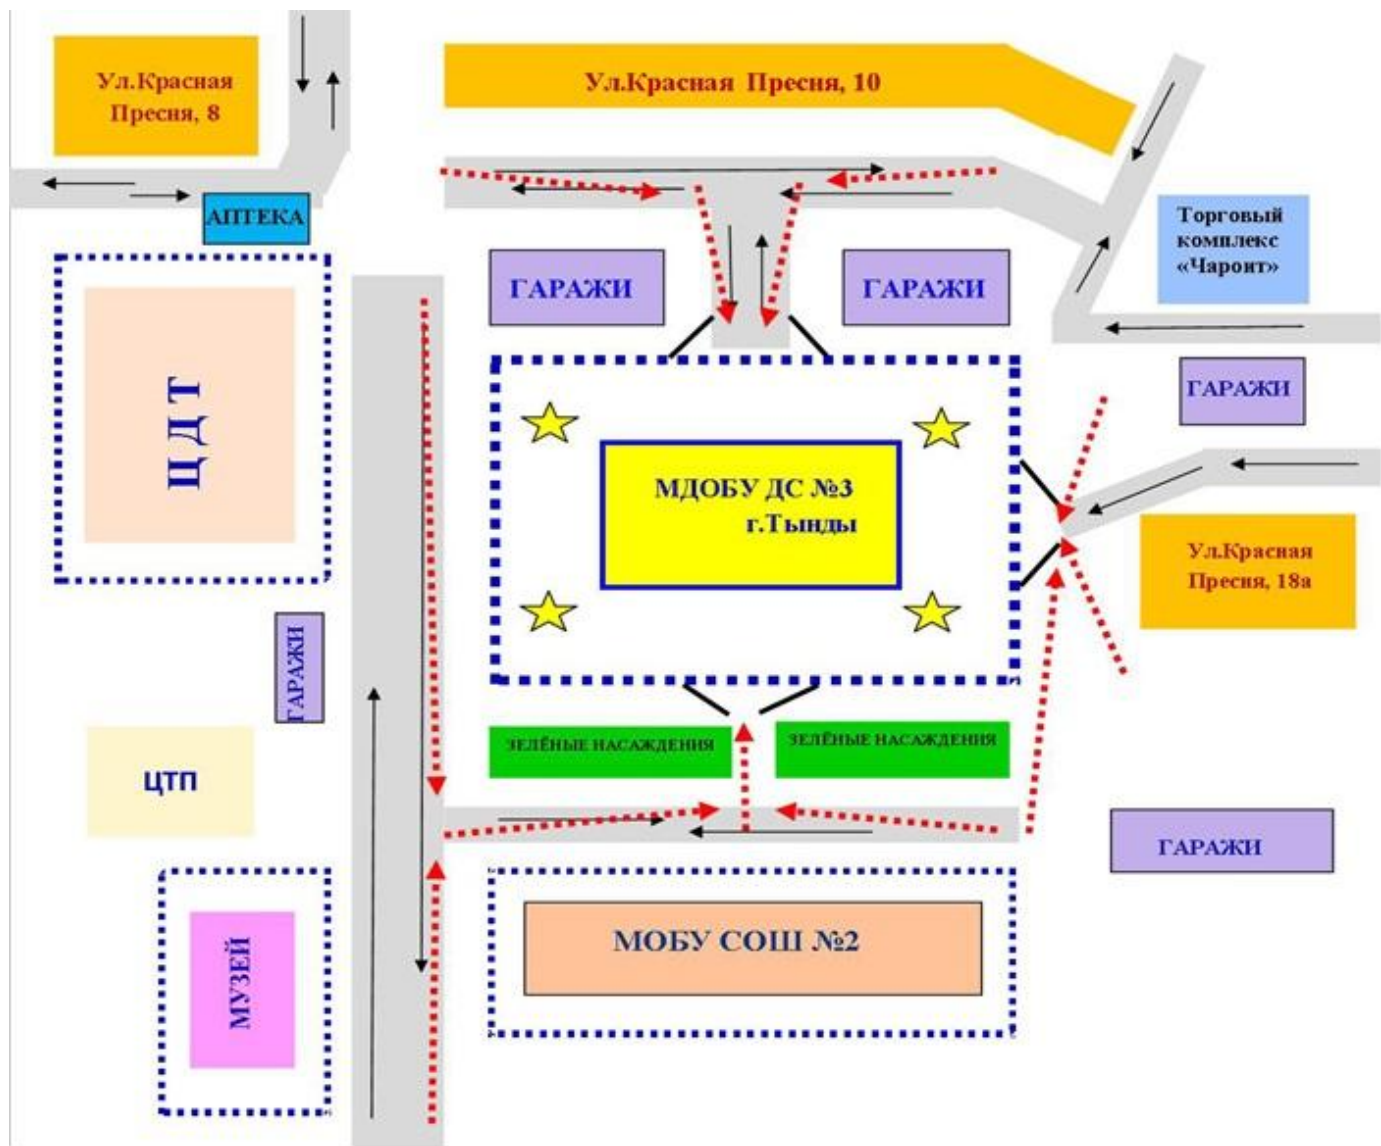 Ул.Красная
Пресня, 8
Ул.Красная Пресня, 10
АПТЕКА
Торговый
комплекс
«Чароит»
ГАРАЖИ
ГАРАЖИ
ГАРАЖИ
Ц Д Т
МДОБУ ДС №3
г.Тынды
Ул.Красная
Пресня, 18а
ГАРАЖИ
ЗЕЛЁНЫЕ НАСАЖДЕНИЯ
ЗЕЛЁНЫЕ НАСАЖДЕНИЯ
ЦТП
ГАРАЖИ
МУЗЕЙ
МОБУ СОШ №2